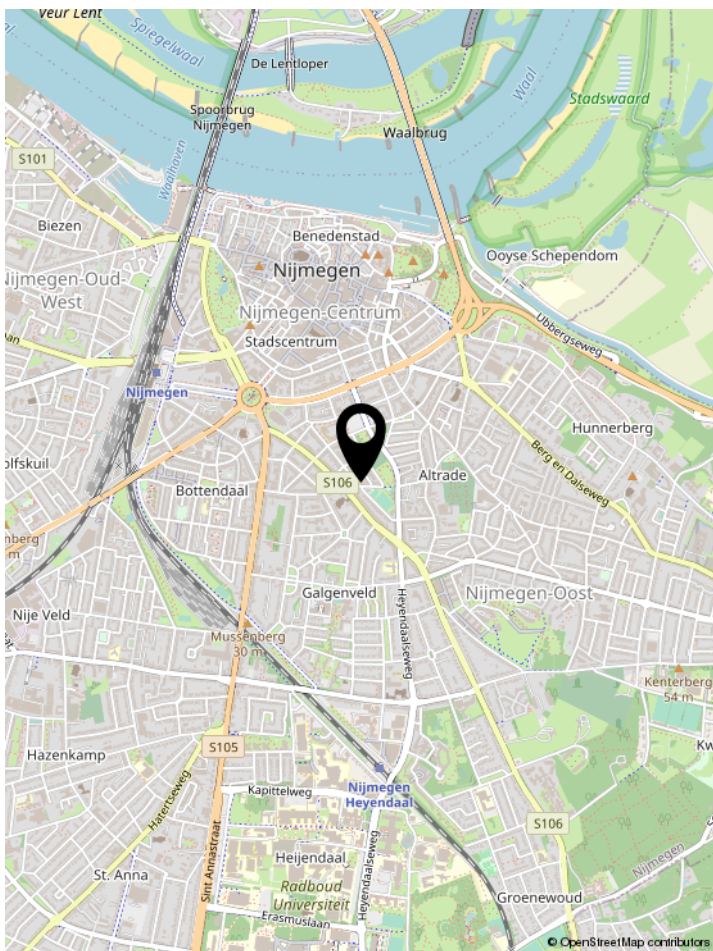 Veur Lent
Spiegelwaal
De Lentloper
Waal
Spoorbrug
Nijmegen
Waalbrug
Stadswaard
S101
Waalhaven
Biezen
Benedenstad
Ooyse Schependom
Nijmegen-Oud-
West
Nijmegen
Nijmegen-Centrum
Stadscentrum
Ubbergseweg
Nijmegen
Hunnerberg
Berg en Dalseweg
S106
Altrade
Bottendaal
Galgenveld
Heyendaalseweg
Nijmegen-Oost
Nije Veld
Mussenberg
30 m
Kenterberg
54 m
Hazenkamp
S105
Hatertseweg
Nijmegen
Heyendaal
Kapittelweg
S106
Sint Annastraat
Heijendaal
Heyendaalseweg
Nijmegen
St. Anna
Radboud
Universiteit
Groenewoud
Erasmuslaan
© OpenStreetMap contributors